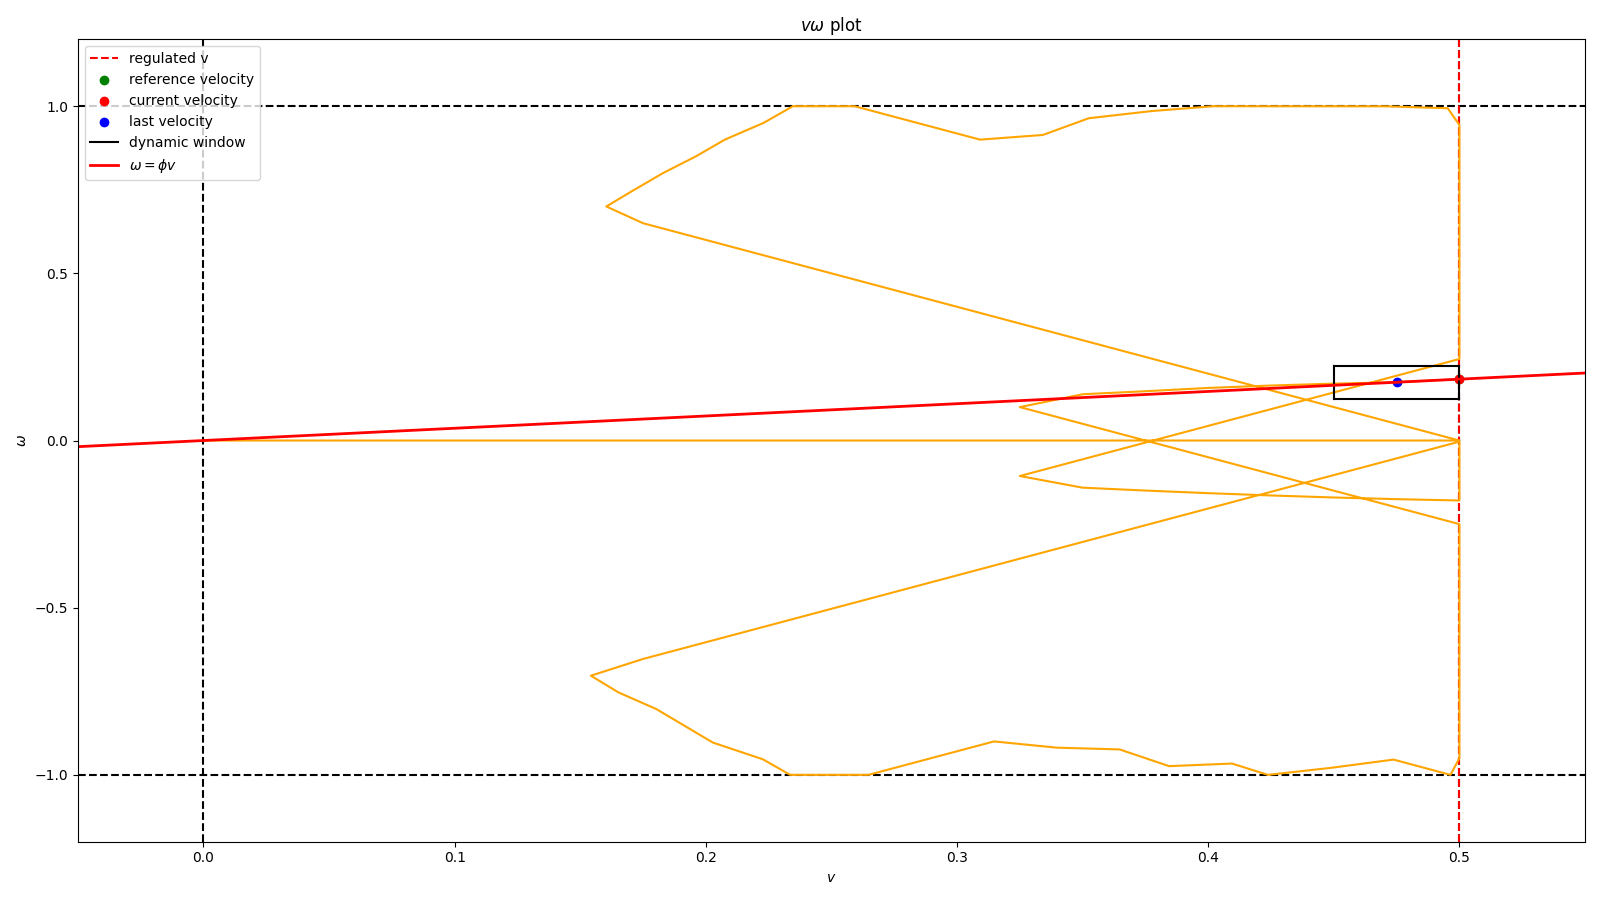 vω plot
regulated v
reference velocity
current velocity
last velocity
dynamic window
ω = ϕv
1.0
0.5
0.0
−0.5
−1.0
ω
0.0 0.1 0.2 0.3 0.4 0.5
v